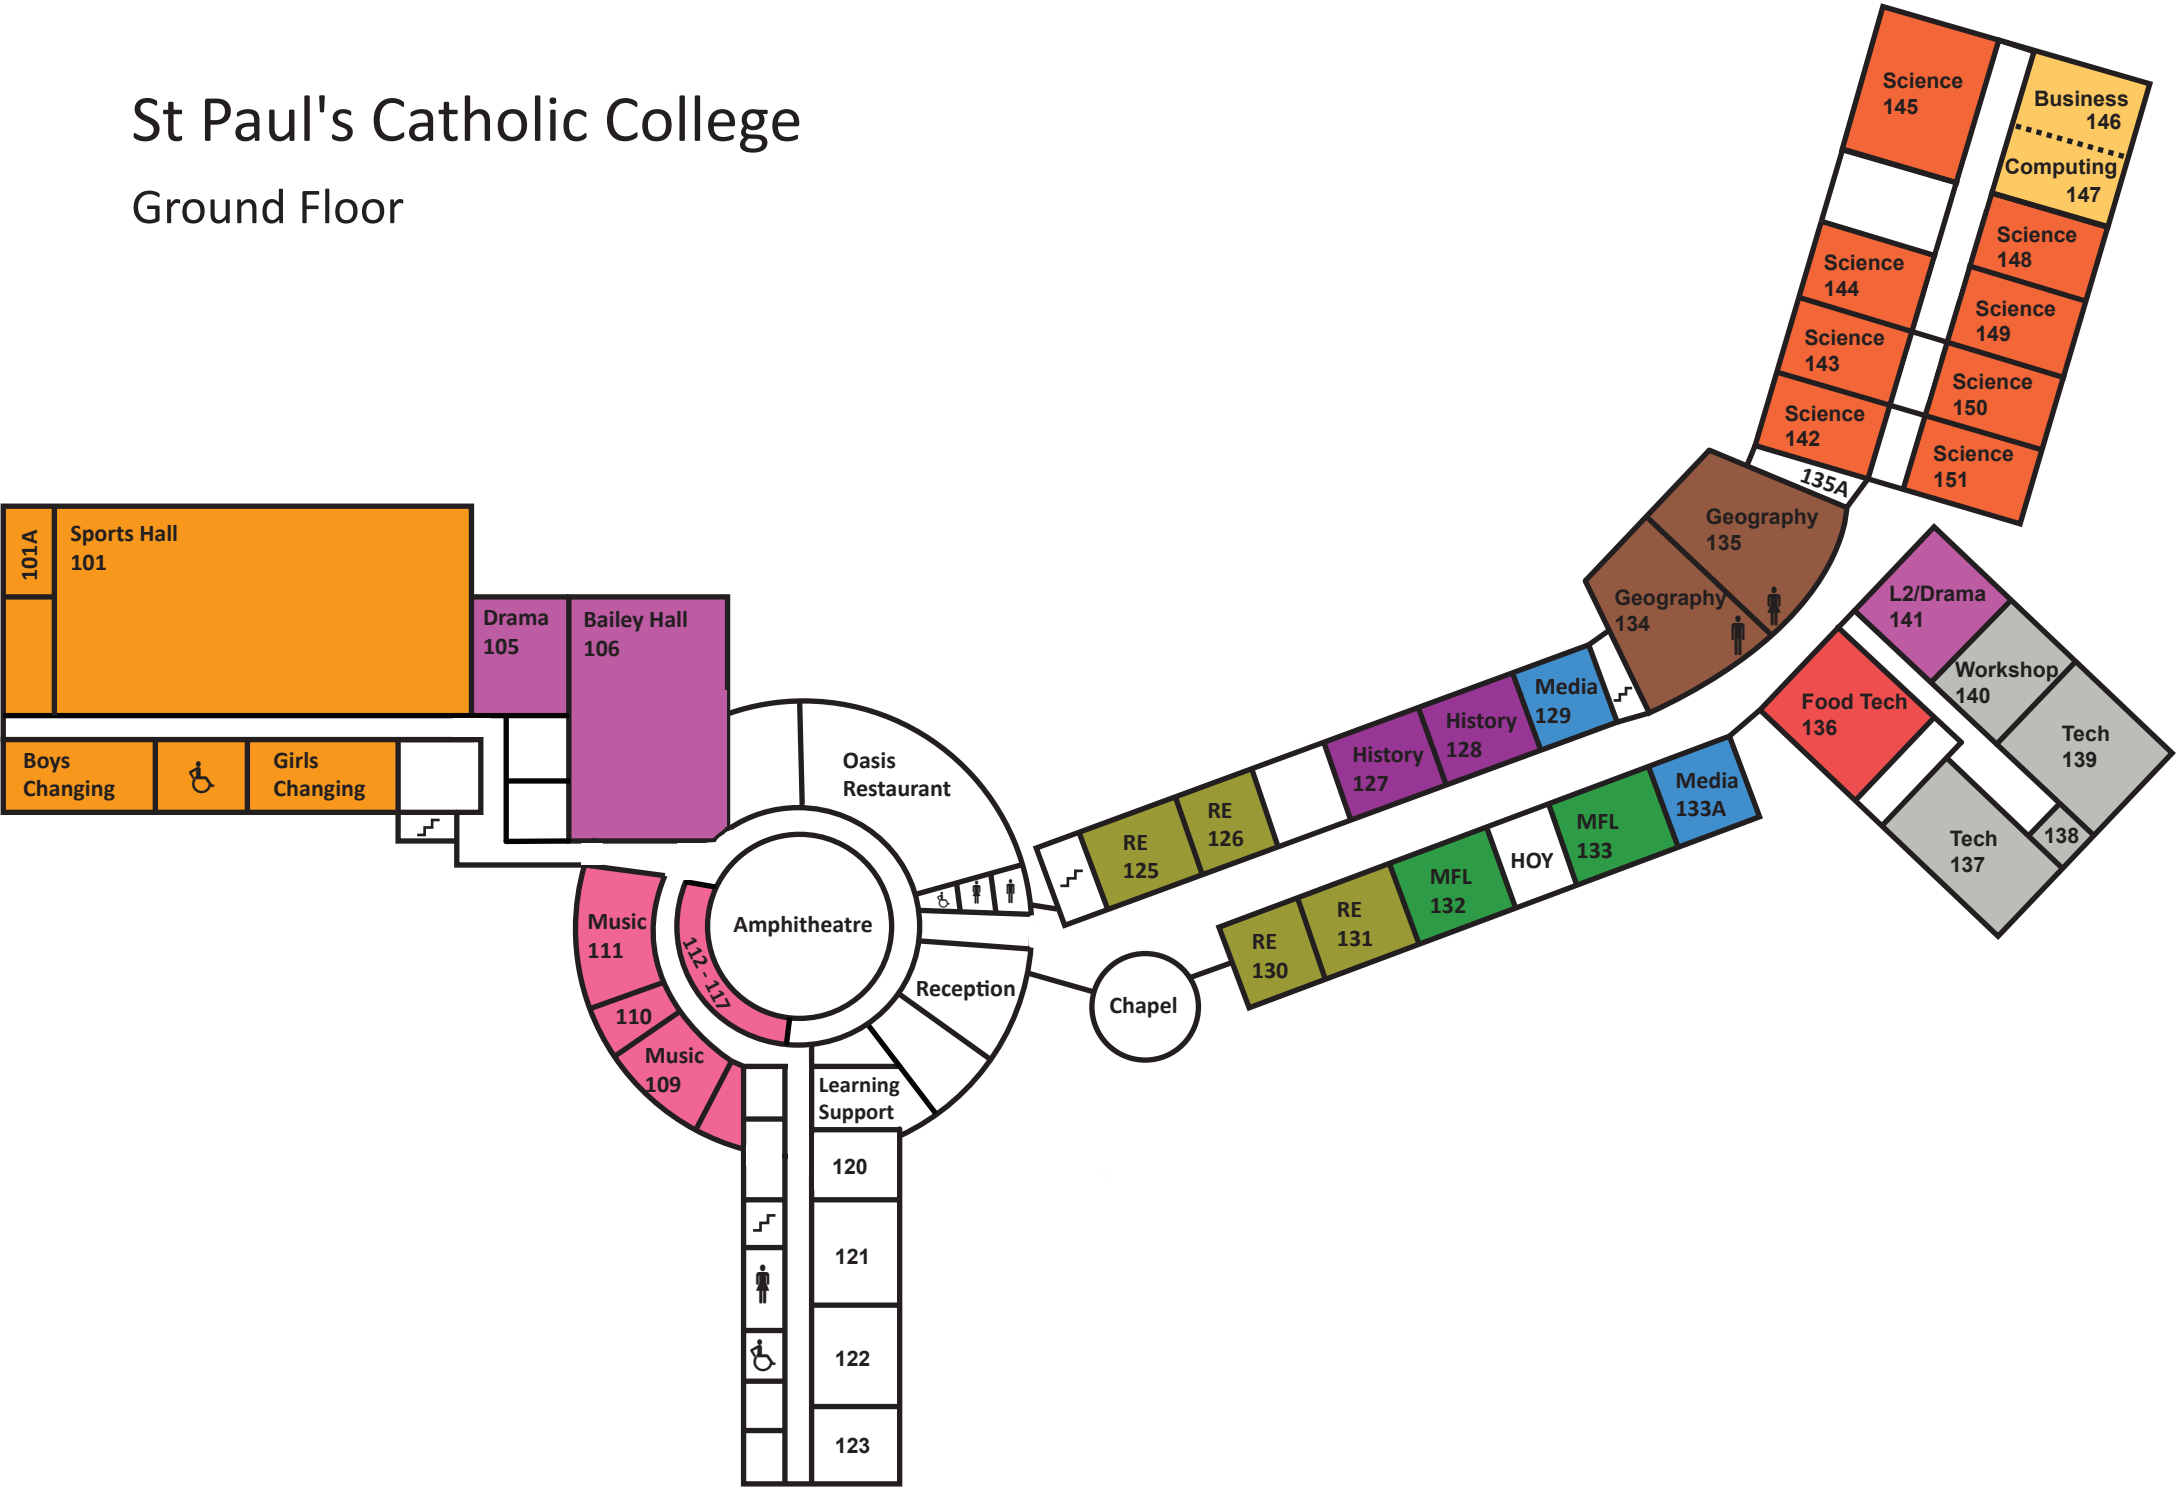 St Paul's Catholic College
Ground Floor
Science
145
Business
146
Computing
147
Science
148
Science
144
Science
149
Science
143
Science
150
Science
142
Science
151
135A
Geography
135
Geography
134
Sports Hall
101
101A
Drama
105
Bailey Hall
106
Boys
Changing
Girls
Changing
Oasis
Restaurant
Amphitheatre
Music
111
112 - 117
110
Music
109
Reception
Learning
Support
120
121
122
123
Chapel
RE
125
RE
126
History
127
History
128
Media
129
RE
130
RE
131
MFL
132
HOY
MFL
133
Media
133A
L2/Drama
141
Workshop
140
Food Tech
136
Tech
139
138
Tech
137